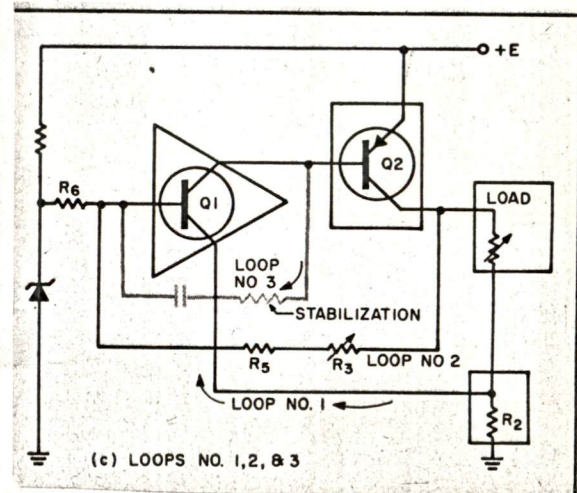 +E
Q2
R6
Q1
LOAD
LOOP
NO 3
STABILIZATION
R5
R3
LOOP NO 2
LOOP NO. 1
R2
(c) LOOPS NO. 1,2, & 3